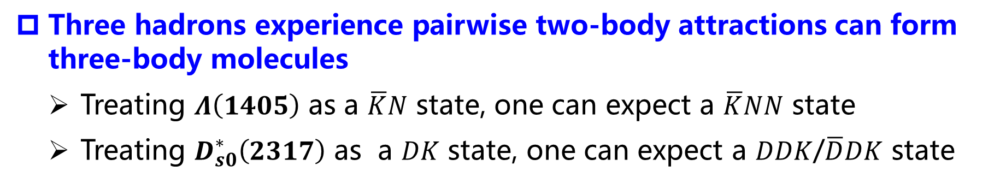 Three hadrons experience pairwise two-body attractions can form
three-body molecules
➢ Treating Λ(1405) as a K̅N state, one can expect a K̅NN state
➢ Treating D*s0(2317) as a DK state, one can expect a DDK/D̅DK state